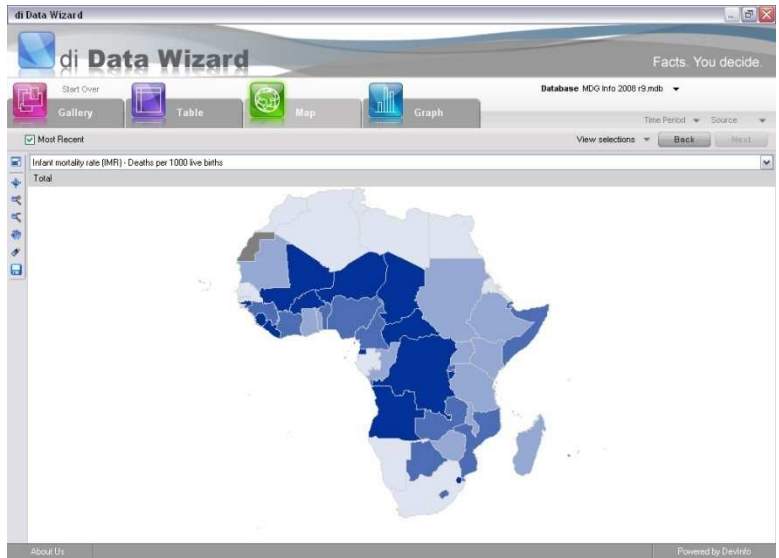 di Data Wizard
di Data Wizard
Facts. You decide.
Start Over
Database MDG Info 2008 r9.mdb
Gallery
Table
Map
Graph
Time Period
Source
Most Recent
View selections
Back
Next
Infant mortality rate (IMR) - Deaths per 1000 live births
Total
About Us
Powered by DevInfo